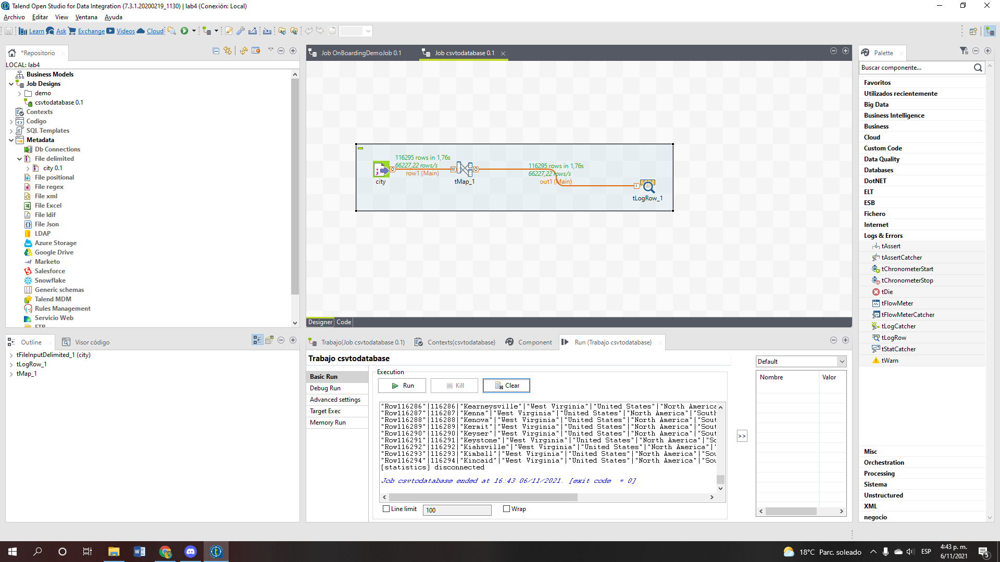 Talend Open Studio for Data Integration (7.3.1.20200219_1130) | lab4 (Conexión: Local)
Archivo Editar View Ventana Ayuda
Learn Ask Exchange Videos Cloud
*Repositorio
LOCAL: lab4
Business Models
Job Designs
demo
csvtodatabase 0.1
Contexts
Codigo
SQL Templates
Metadata
Db Connections
File delimited
city 0.1
File positional
File regex
File xml
File Excel
File ldif
File Json
LDAP
Azure Storage
Google Drive
Marketo
Salesforce
Snowflake
Generic schemas
Talend MDM
Rules Management
Servicio Web
FTP
Job OnBoardingDemoJob 0.1
Job csvtodatabase 0.1
116295 rows in 1,76s
66227,22 rows/s
row1 (Main)
city
tMap_1
116295 rows in 1,76s
66227,22 rows/s
out1 (Main)
tLogRow_1
Designer Code
Palette
Buscar componente...
Favoritos
Utilizados recientemente
Big Data
Business Intelligence
Business
Cloud
Custom Code
Data Quality
Databases
DotNET
ELT
ESB
Fichero
Internet
Logs & Errors
tAssert
tAssertCatcher
tChronometerStart
tChronometerStop
tDie
tFlowMeter
tFlowMeterCatcher
tLogCatcher
tLogRow
tStatCatcher
tWarn
Misc
Orchestration
Processing
Sistema
Unstructured
XML
negocio
Outline
Visor código
tFileInputDelimited_1 (city)
tLogRow_1
tMap_1
Trabajo(Job csvtodatabase 0.1)
Contexts(csvtodatabase)
Component
Run (Trabajo csvtodatabase)
Trabajo csvtodatabase
Basic Run
Debug Run
Advanced settings
Target Exec
Memory Run
Execution
Run Kill Clear
"Row116286"|116286|"Kearneysville"|"West Virginia"|"United States"|"North America
"Row116287"|116287|"Kenna"|"West Virginia"|"United States"|"North America"|"South
"Row116288"|116288|"Kenova"|"West Virginia"|"United States"|"North America"|"Sout
"Row116289"|116289|"Kermit"|"West Virginia"|"United States"|"North America"|"Sout
"Row116290"|116290|"Keyser"|"West Virginia"|"United States"|"North America"|"Sout
"Row116291"|116291|"Keystone"|"West Virginia"|"United States"|"North America"|"So
"Row116292"|116292|"Kiahsville"|"West Virginia"|"United States"|"North America"|"
"Row116293"|116293|"Kimball"|"West Virginia"|"United States"|"North America"|"Sou
"Row116294"|116294|"Kincaid"|"West Virginia"|"United States"|"North America"|"Sou
[statistics] disconnected
Job csvtodatabase ended at 16:43 06/11/2021. [exit code = 0]
Line limit 100 Wrap
>>
Default
Nombre Valor
18°C Parc. soleado
ESP
4:43 p. m.
6/11/2021
5